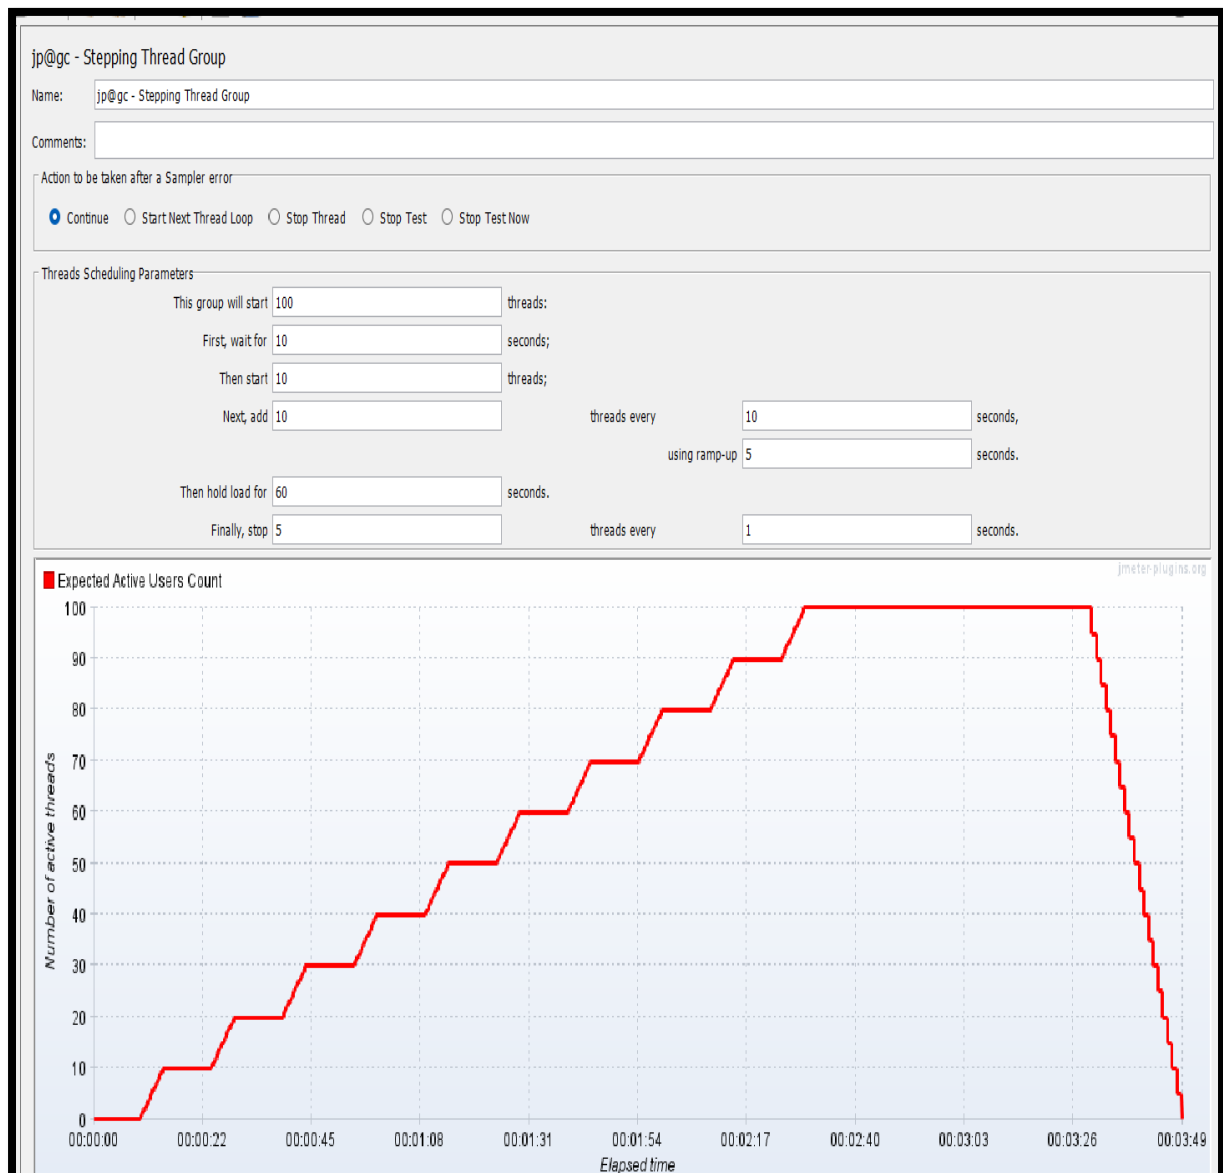 jp@gc - Stepping Thread Group
Name: jp@gc - Stepping Thread Group
Comments:
Action to be taken after a Sampler error
Continue Start Next Thread Loop Stop Thread Stop Test Stop Test Now
Threads Scheduling Parameters
This group will start 100 threads:
First, wait for 10 seconds;
Then start 10 threads;
Next, add 10 threads every 10 seconds,
using ramp-up 5 seconds.
Then hold load for 60 seconds.
Finally, stop 5 threads every 1 seconds.
jmeter-plugins.org
Expected Active Users Count
100
90
80
70
60
50
40
30
20
10
0
Number of active threads
00:00:00 00:00:22 00:00:45 00:01:08 00:01:31 00:01:54 00:02:17 00:02:40 00:03:03 00:03:26 00:03:49
Elapsed time